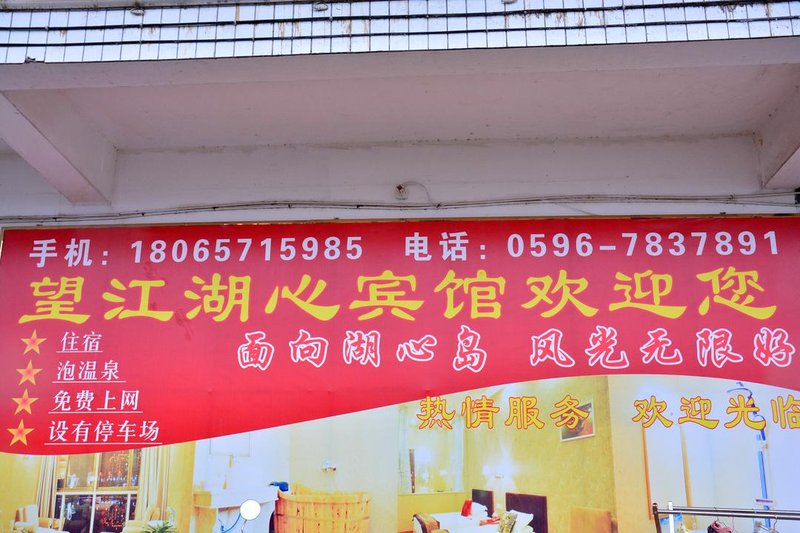 手机：18065715985 电话：0596-7837891
望江湖心宾馆欢迎您
住宿
泡温泉
免费上网
设有停车场
面向湖心岛 风光无限好
热情服务 欢迎光临